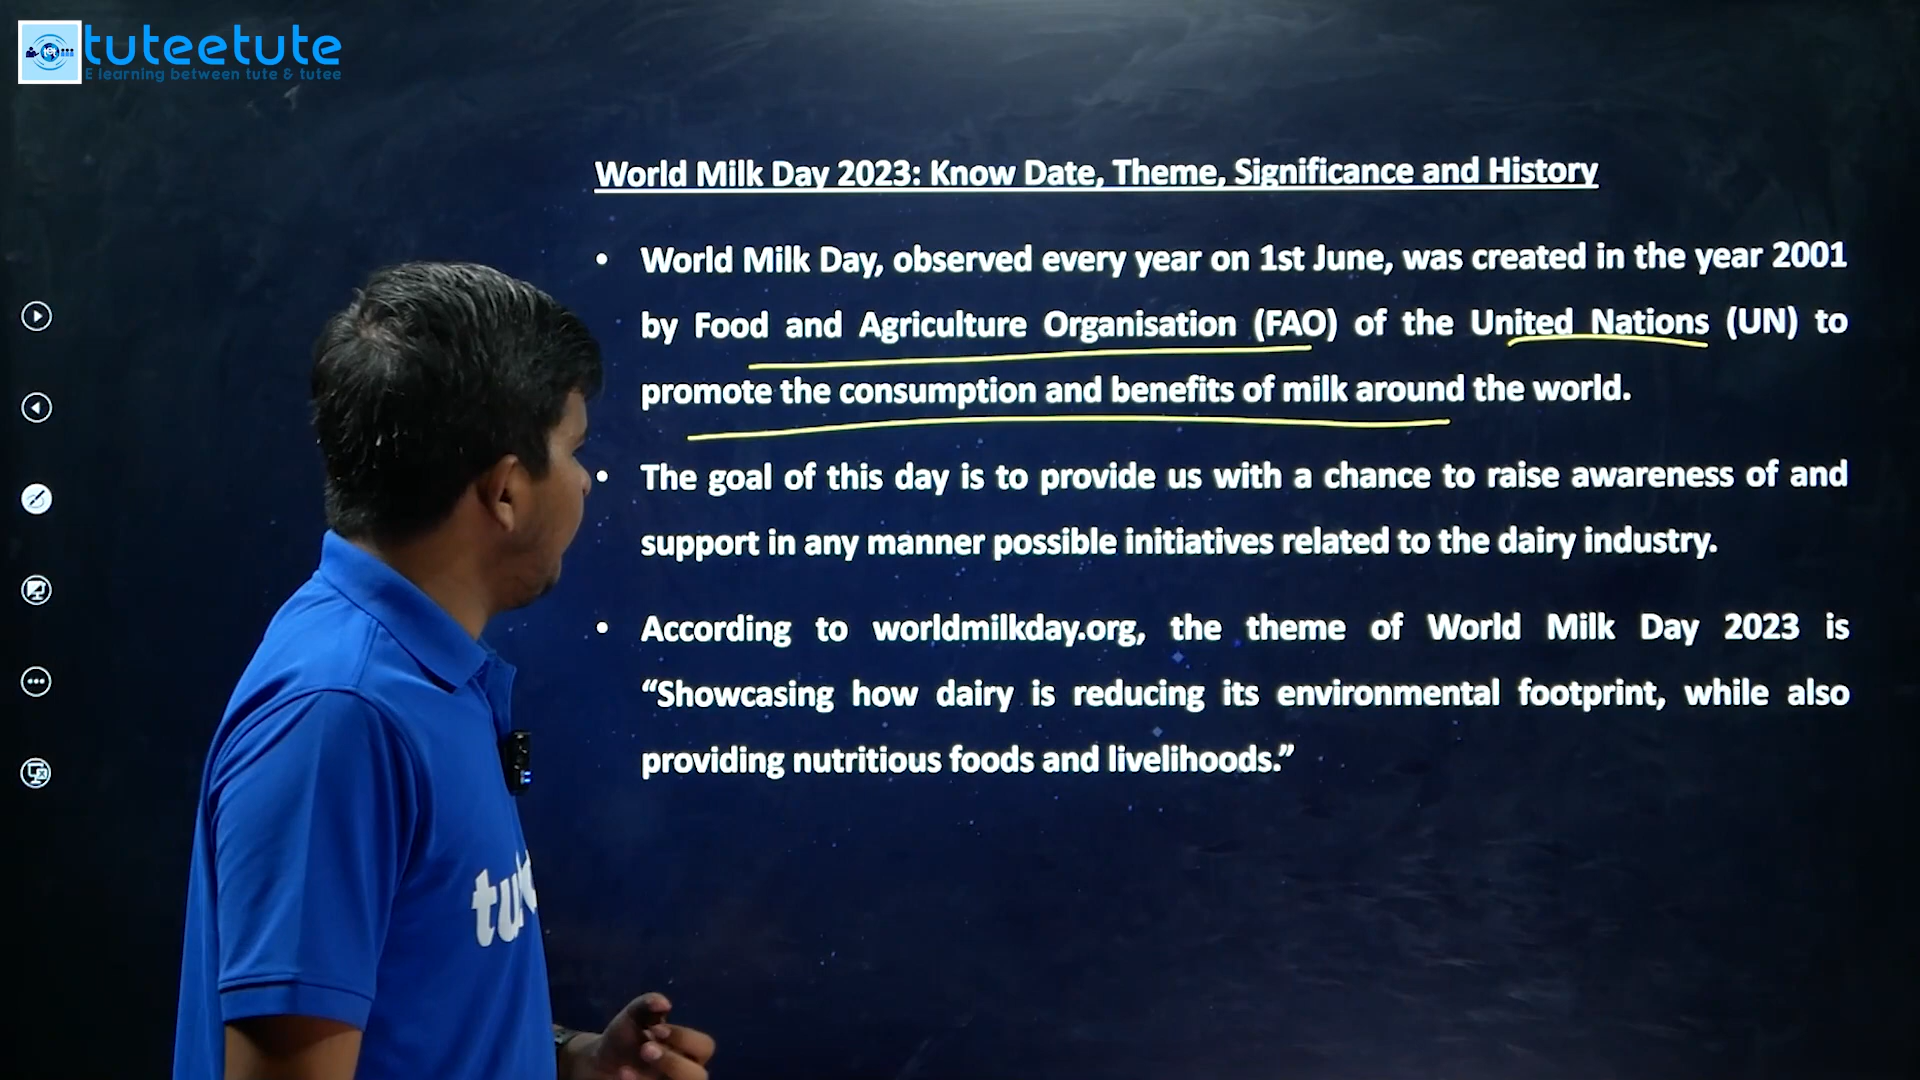 tuteetute
E learning between tute & tutee
World Milk Day 2023: Know Date, Theme, Significance and History
• World Milk Day, observed every year on 1st June, was created in the year 2001
by Food and Agriculture Organisation (FAO) of the United Nations (UN) to
promote the consumption and benefits of milk around the world.
• The goal of this day is to provide us with a chance to raise awareness of and
support in any manner possible initiatives related to the dairy industry.
• According to worldmilkday.org, the theme of World Milk Day 2023 is
“Showcasing how dairy is reducing its environmental footprint, while also
providing nutritious foods and livelihoods.”